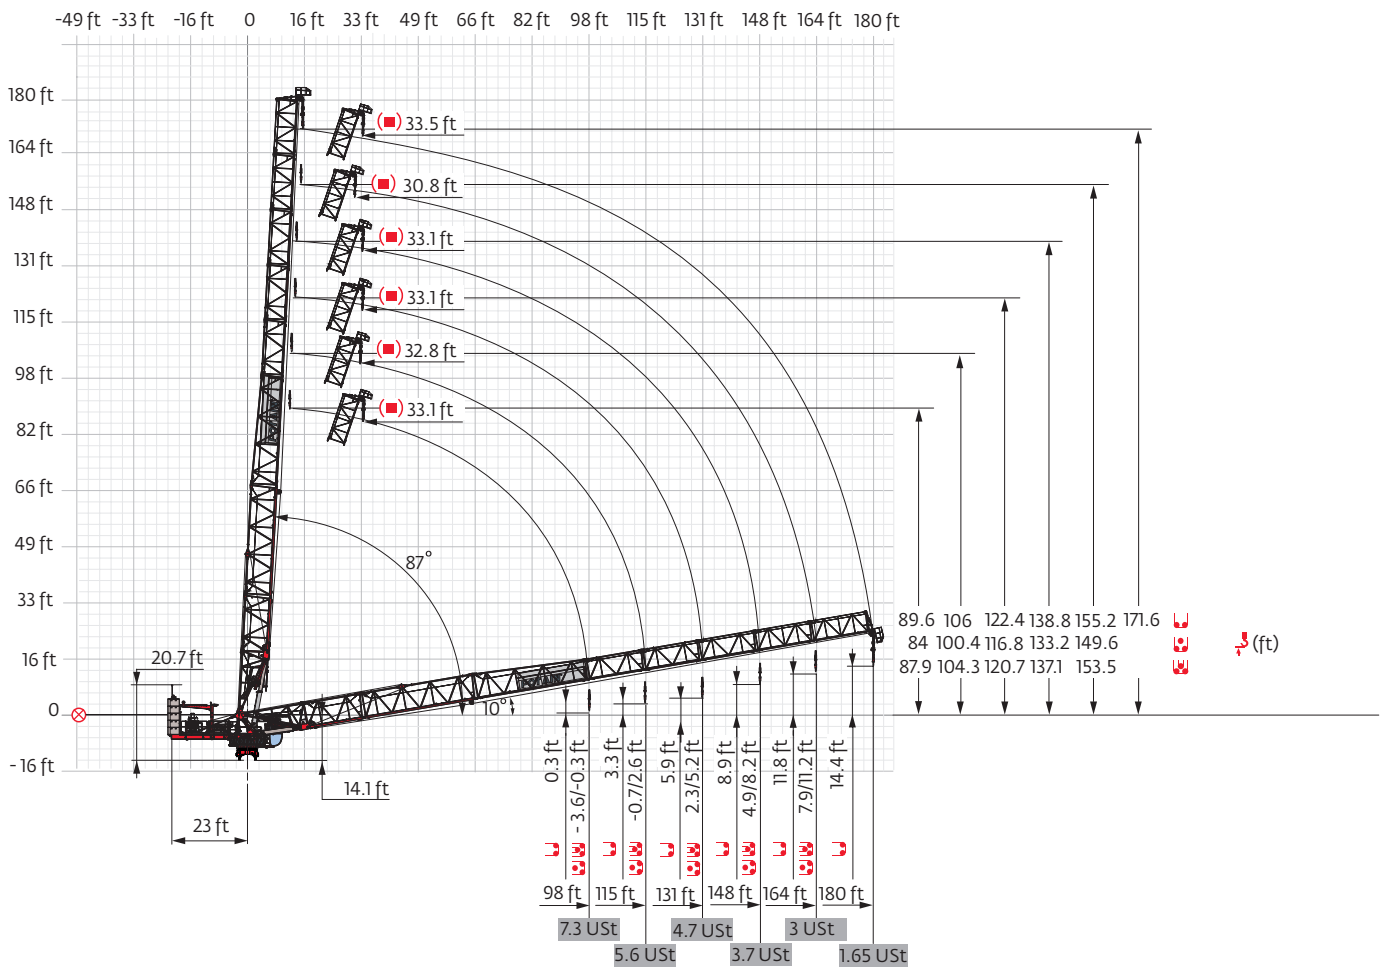 -49 ft -33 ft -16 ft 0 16 ft 33 ft 49 ft 66 ft 82 ft 98 ft 115 ft 131 ft 148 ft 164 ft 180 ft
180 ft
33.5 ft
164 ft
30.8 ft
148 ft
33.1 ft
131 ft
33.1 ft
115 ft
32.8 ft
98 ft
33.1 ft
82 ft
66 ft
49 ft
87°
33 ft
89.6 106 122.4 138.8 155.2 171.6
84 100.4 116.8 133.2 149.6 (ft)
87.9 104.3 120.7 137.1 153.5
16 ft
20.7 ft
0
10°
-16 ft
14.1 ft
23 ft
0.3 ft
- 3.6/-0.3 ft
3.3 ft
-0.7/2.6 ft
5.9 ft
2.3/5.2 ft
8.9 ft
4.9/8.2 ft
11.8 ft
7.9/11.2 ft
14.4 ft
98 ft 115 ft 131 ft 148 ft 164 ft 180 ft
7.3 USt 4.7 USt 3 USt
5.6 USt 3.7 USt 1.65 USt